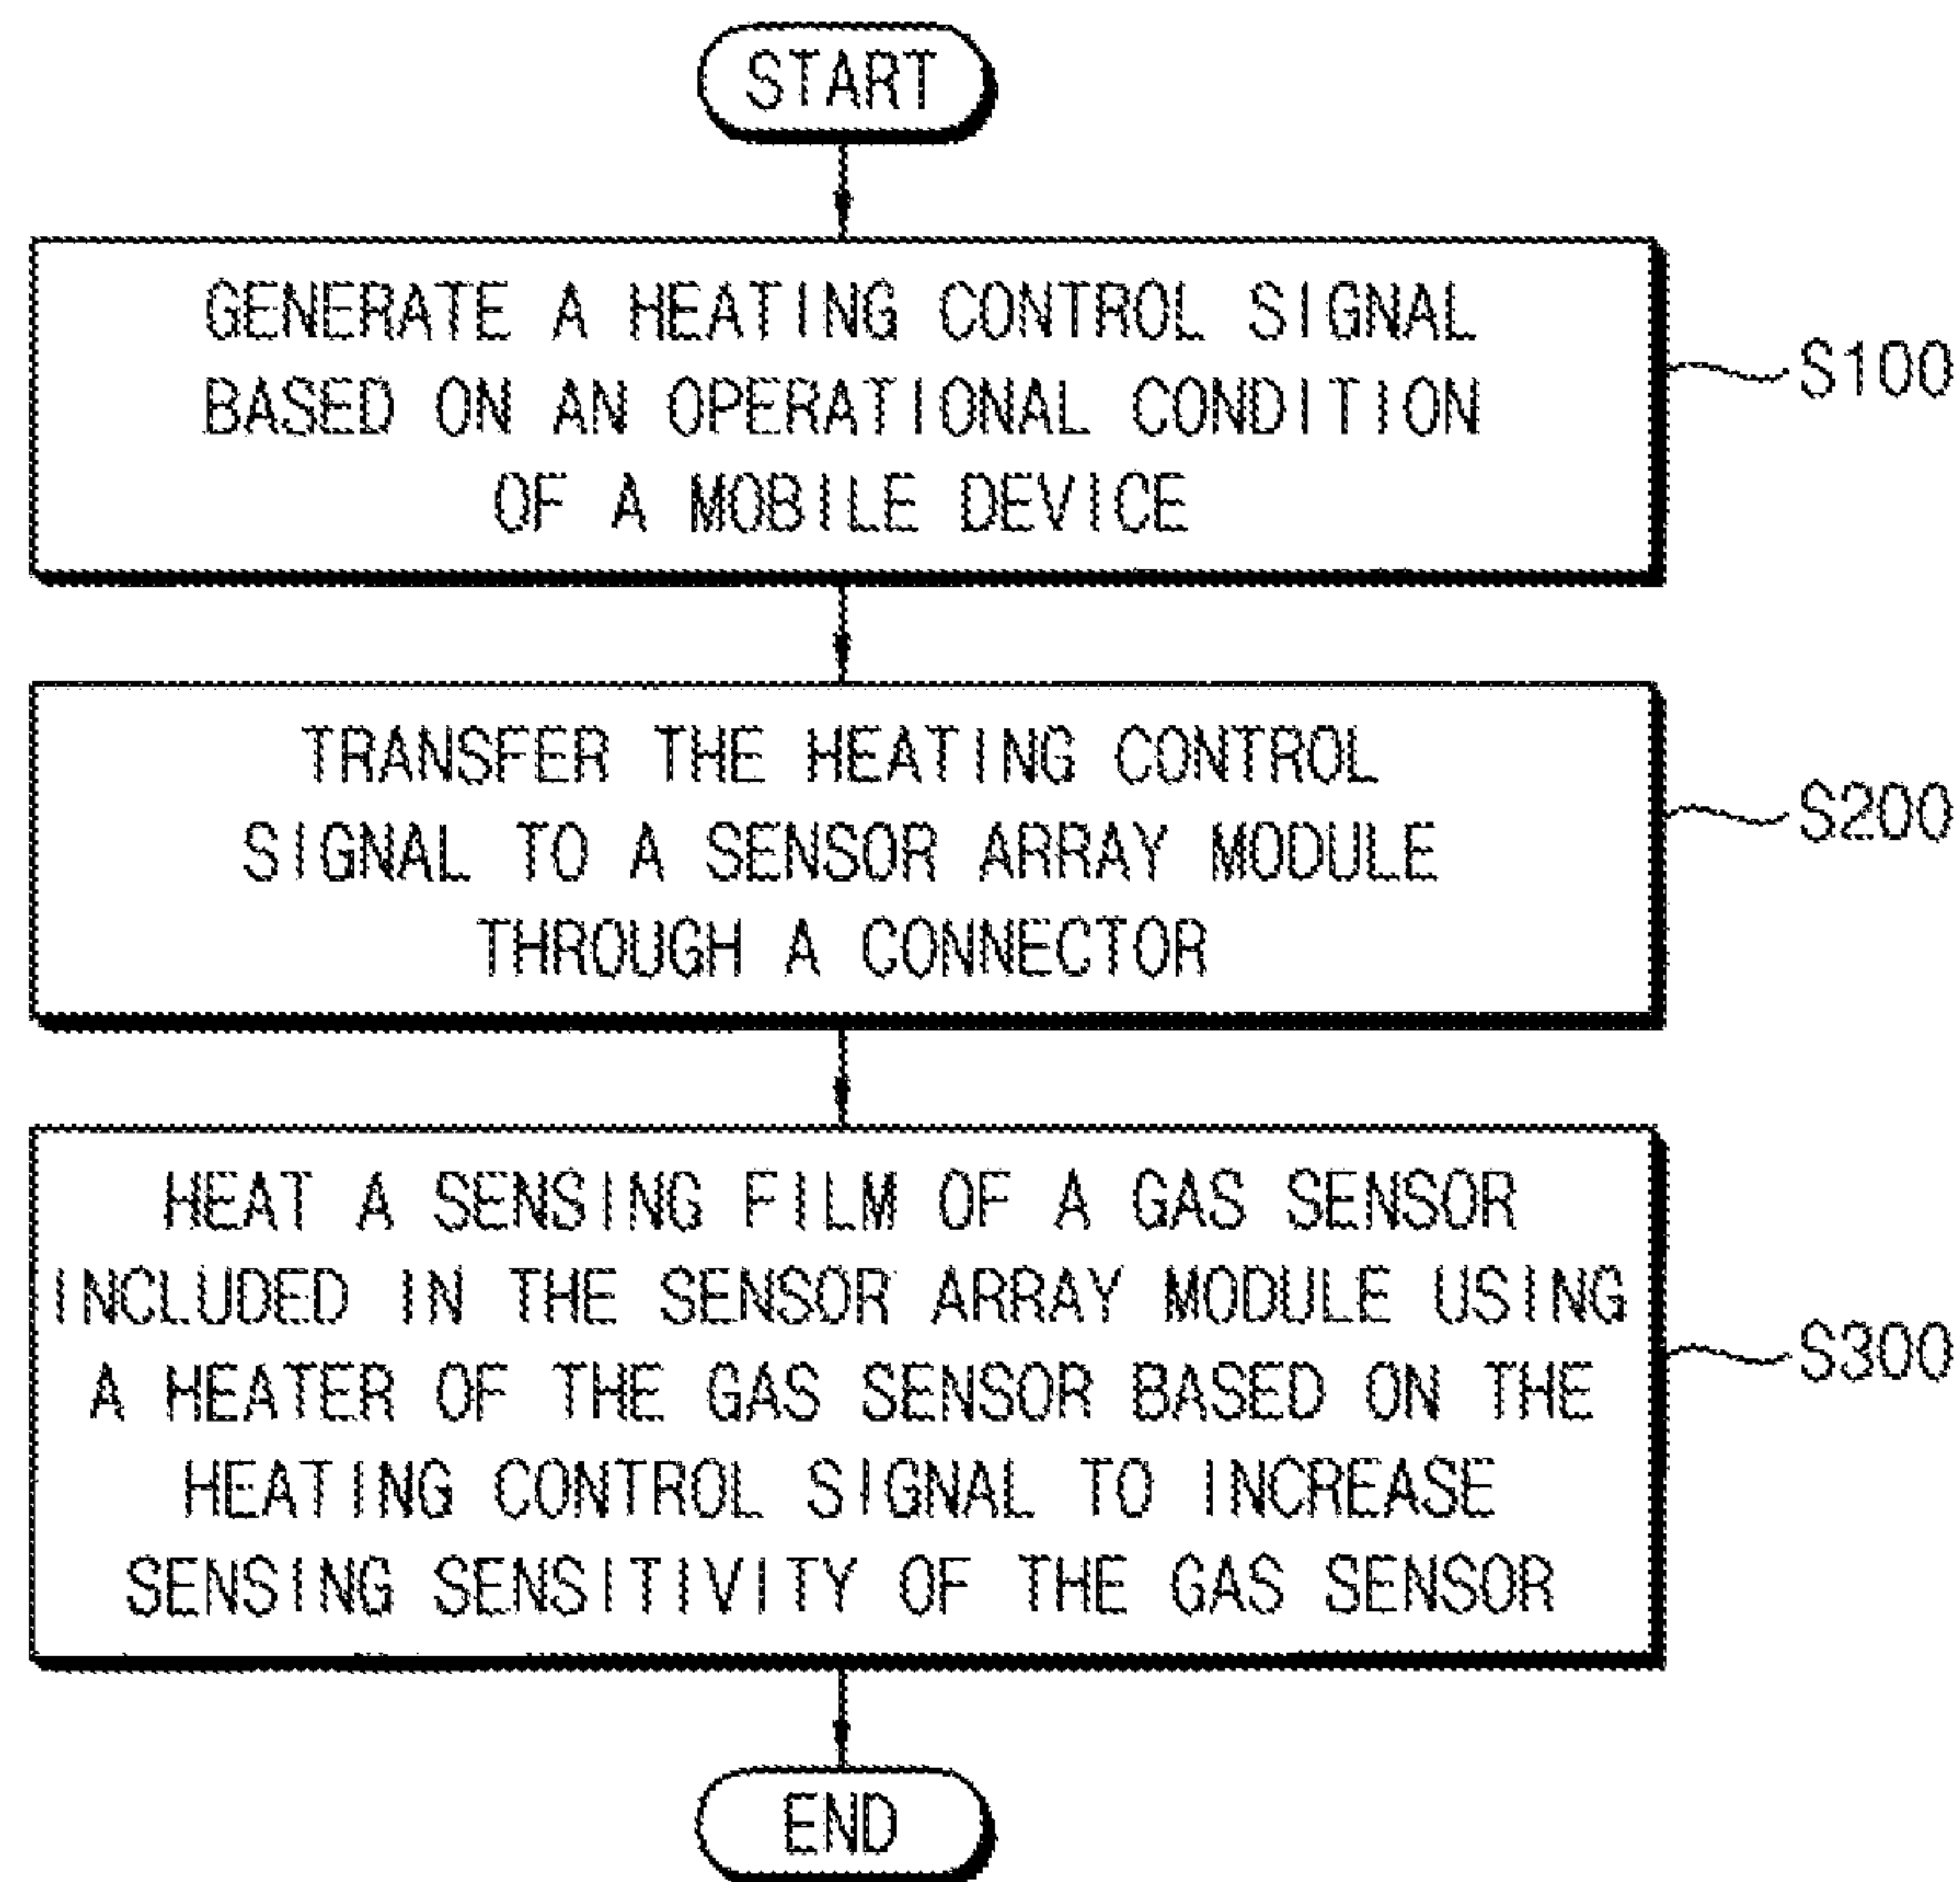 START
GENERATE A HEATING CONTROL SIGNAL
BASED ON AN OPERATIONAL CONDITION
OF A MOBILE DEVICE
S100
TRANSFER THE HEATING CONTROL
SIGNAL TO A SENSOR ARRAY MODULE
THROUGH A CONNECTOR
S200
HEAT A SENSING FILM OF A GAS SENSOR
INCLUDED IN THE SENSOR ARRAY MODULE USING
A HEATER OF THE GAS SENSOR BASED ON THE
HEATING CONTROL SIGNAL TO INCREASE
SENSING SENSITIVITY OF THE GAS SENSOR
S300
END